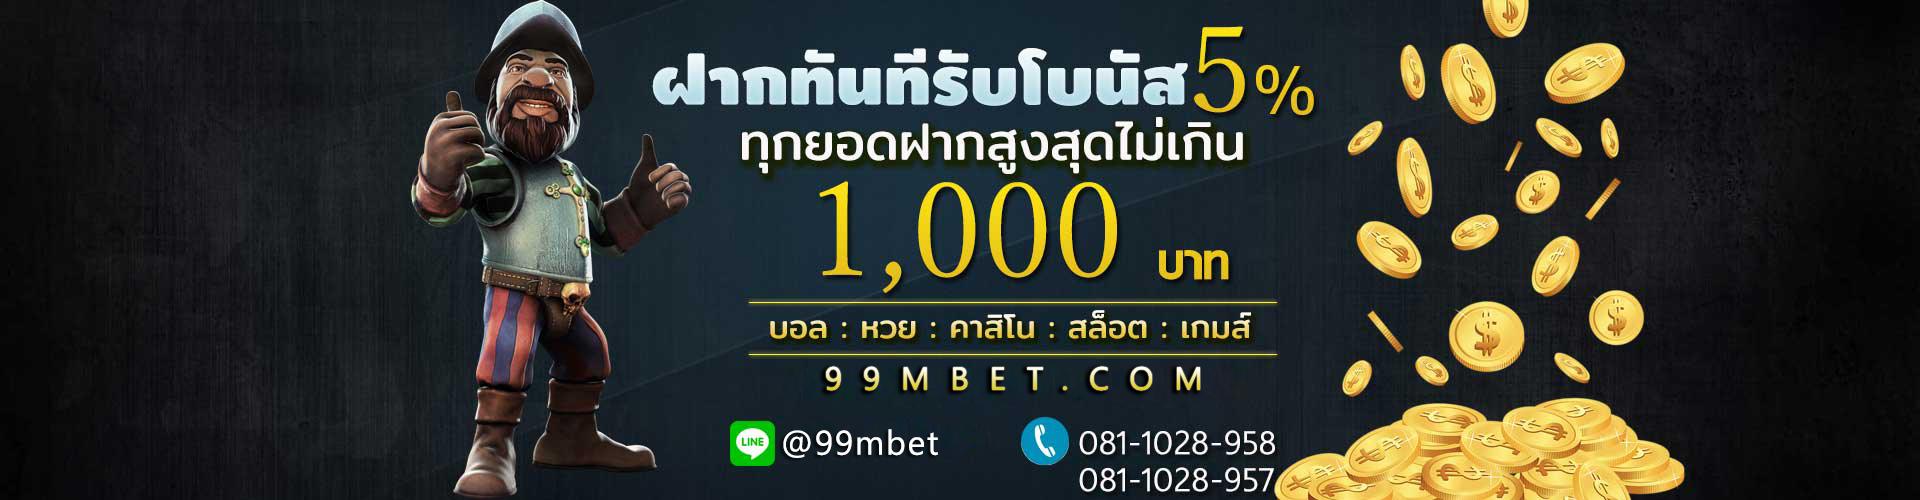 ฝากทันทีรับโบนัส 5%
ทุกยอดฝากสูงสุดไม่เกิน
1,000 บาท
บอล : หวย : คาสิโน : สล็อต : เกมส์
99MBET.COM
LINE @99mbet
081-1028-958
081-1028-957